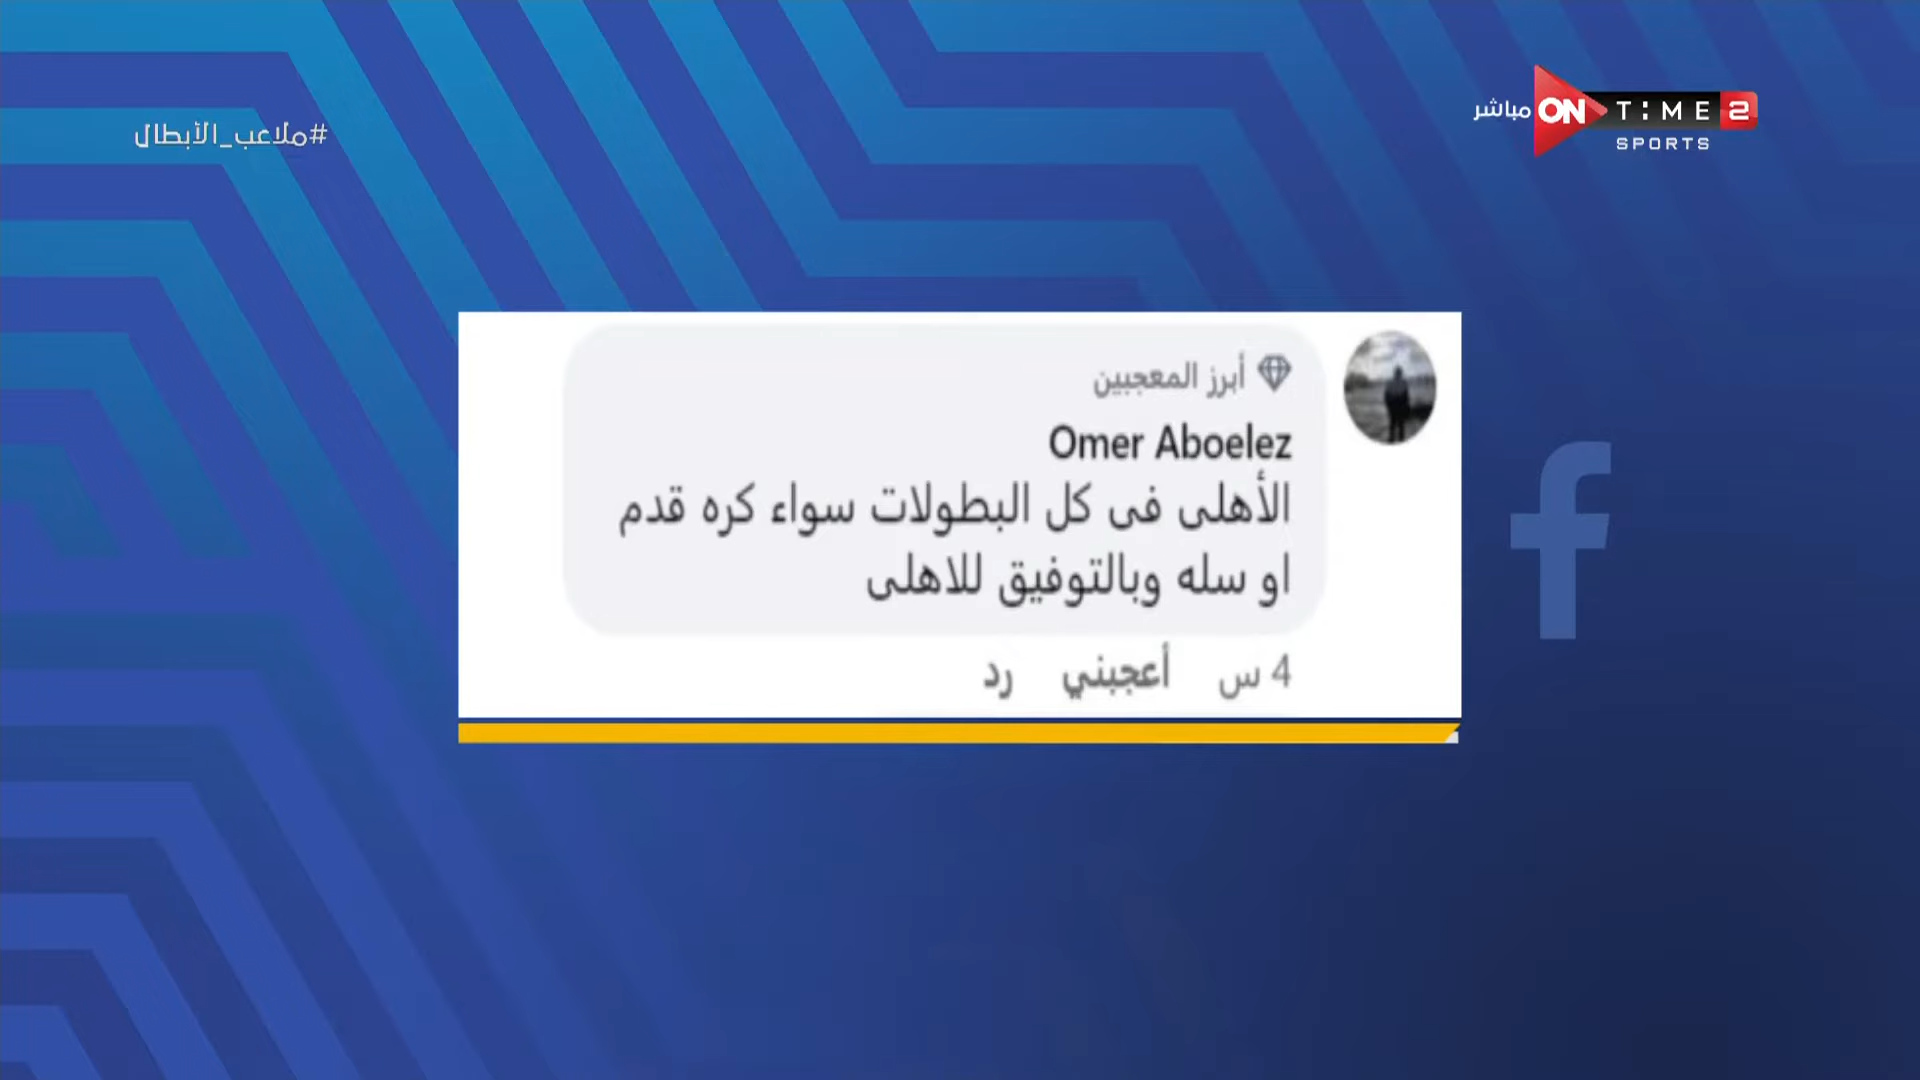 #ملاعب_الأبطال
مباشر ON TIME 2
SPORTS
أبرز المعجبين
Omer Aboelez
الأهلى فى كل البطولات سواء كره قدم
او سله وبالتوفيق للاهلى
4 س أعجبني رد